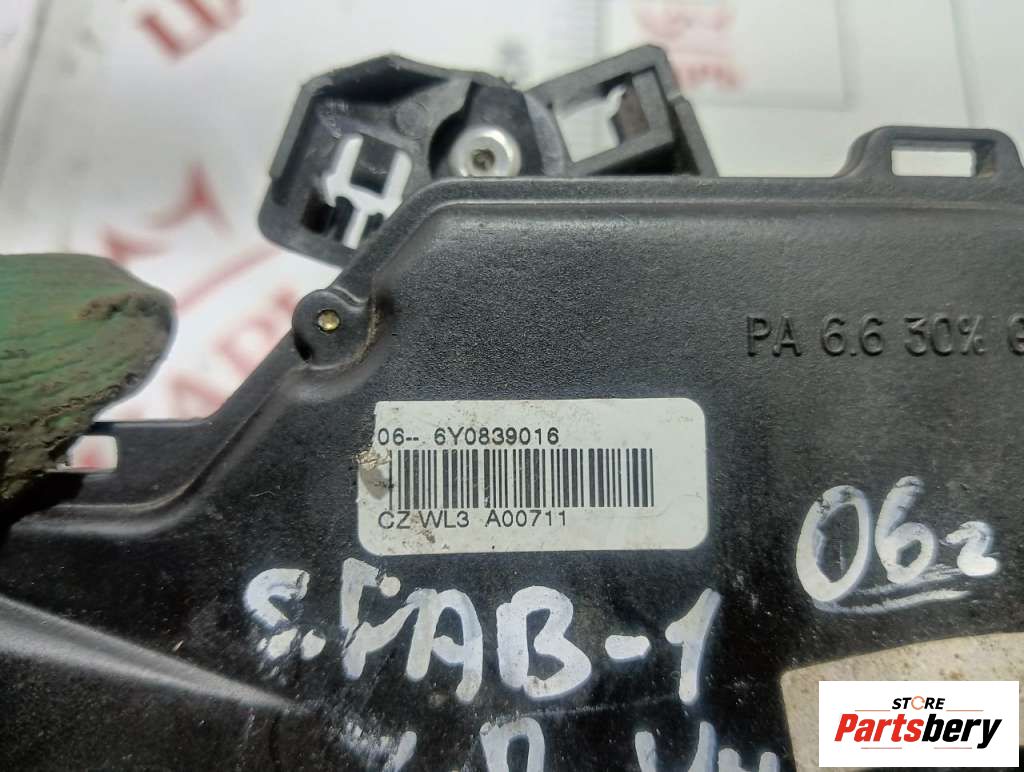 PA 6.6 30%
06-- 6Y0839016
CZ WL3 A00711
06г
S.FAB-1
STORE
Partsbery